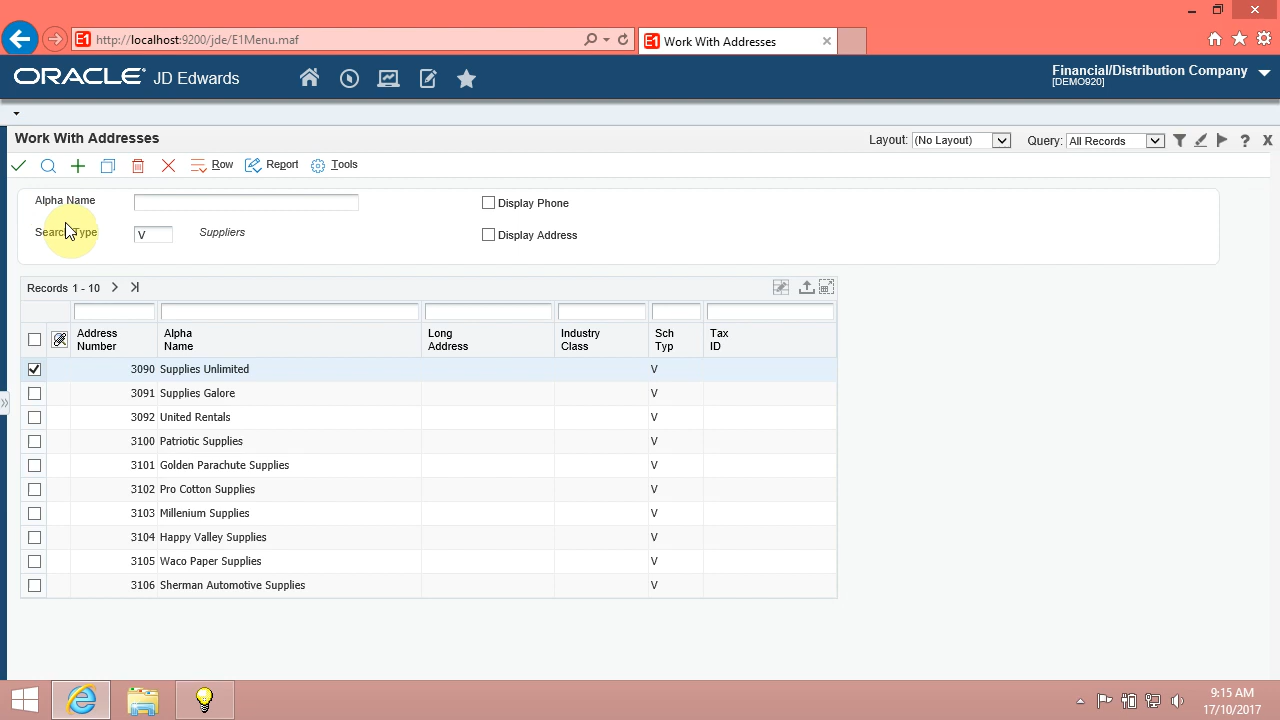 http://localhost:9200/jde/E1Menu.maf
E1 Work With Addresses
ORACLE JD Edwards
Financial/Distribution Company
[DEMO920]
Work With Addresses
Layout: (No Layout) Query: All Records
Row Report Tools
Alpha Name Display Phone
Search Type V Suppliers Display Address
Records 1 - 10
Address Number Alpha Name Long Address Industry Class Sch Typ Tax ID
3090 Supplies Unlimited V
3091 Supplies Galore V
3092 United Rentals V
3100 Patriotic Supplies V
3101 Golden Parachute Supplies V
3102 Pro Cotton Supplies V
3103 Millenium Supplies V
3104 Happy Valley Supplies V
3105 Waco Paper Supplies V
3106 Sherman Automotive Supplies V
9:15 AM
17/10/2017